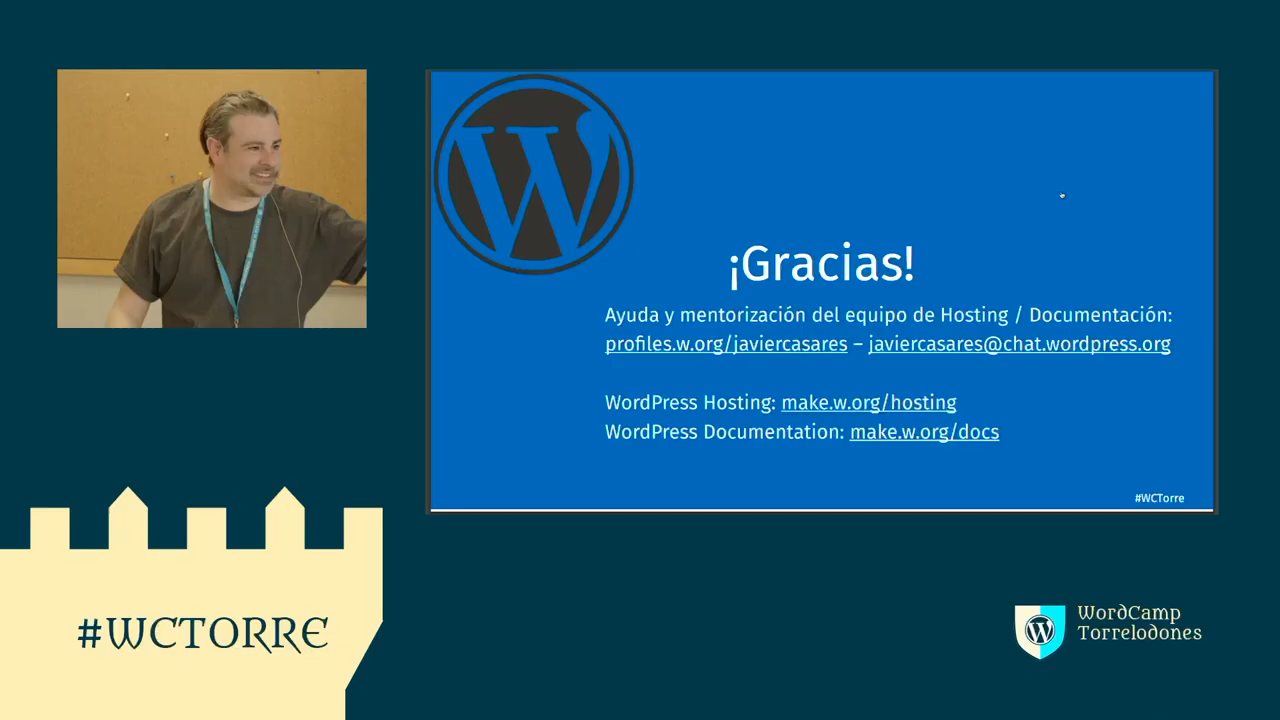 ¡Gracias!
Ayuda y mentorización del equipo de Hosting / Documentación:
profiles.w.org/javiercasares – javiercasares@chat.wordpress.org
WordPress Hosting: make.w.org/hosting
WordPress Documentation: make.w.org/docs
#WCTorre
#WCTORRE
WordCamp
Torrelodones